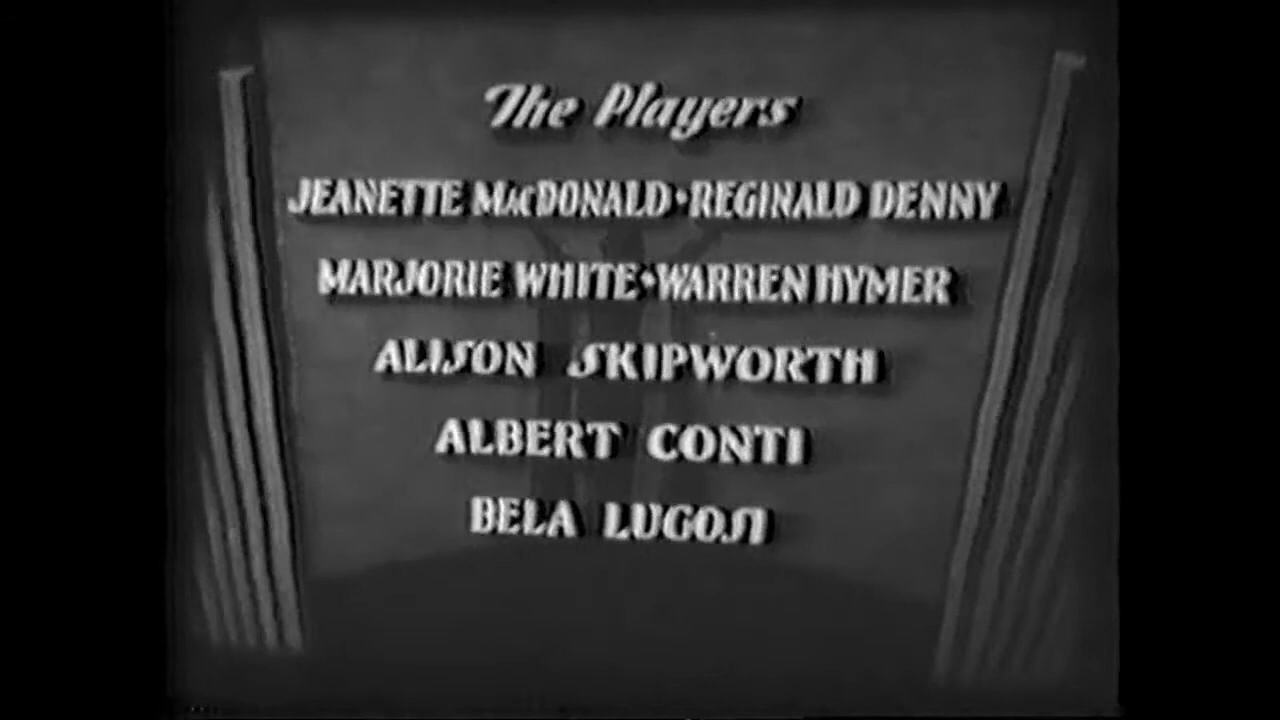 The Players
JEANETTE MacDONALD • REGINALD DENNY
MARJORIE WHITE • WARREN HYMER
ALISON SKIPWORTH
ALBERT CONTI
BELA LUGOSI